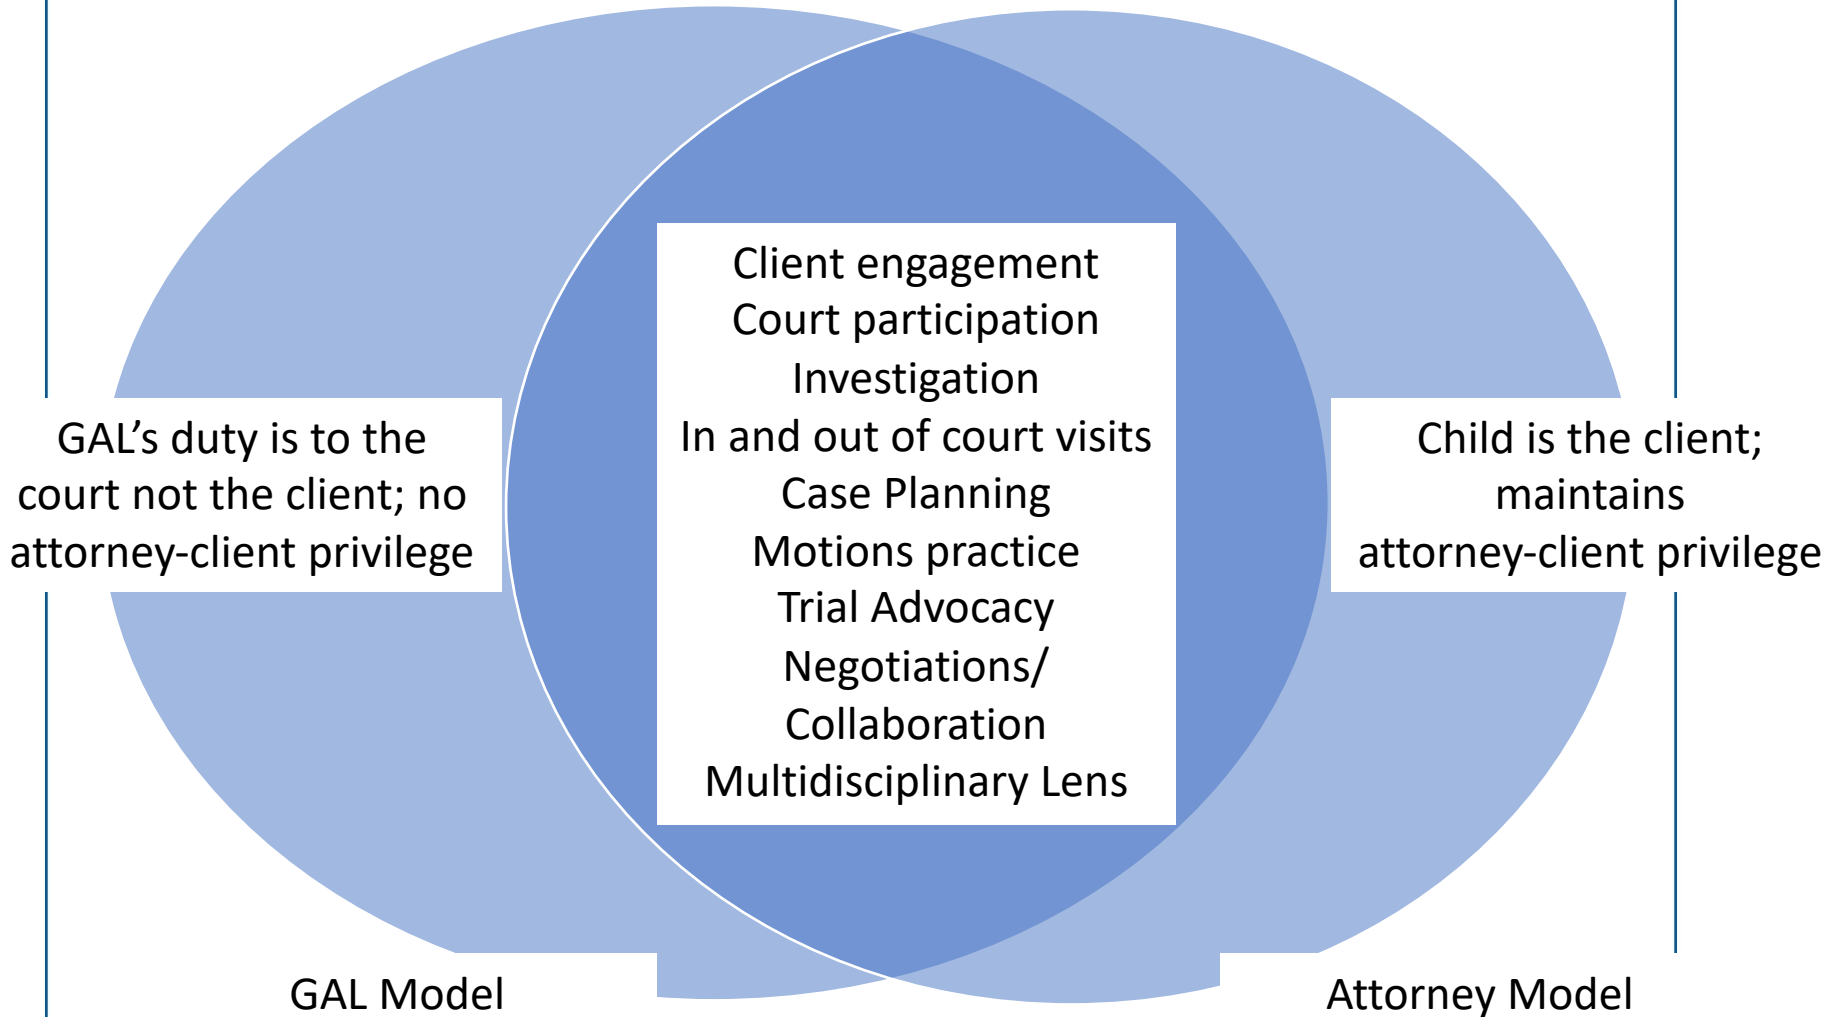 Client engagement
Court participation
Investigation
In and out of court visits
Case Planning
Motions practice
Trial Advocacy
Negotiations/
Collaboration
Multidisciplinary Lens
GAL’s duty is to the
court not the client; no
attorney-client privilege
Child is the client;
maintains
attorney-client privilege
GAL Model
Attorney Model